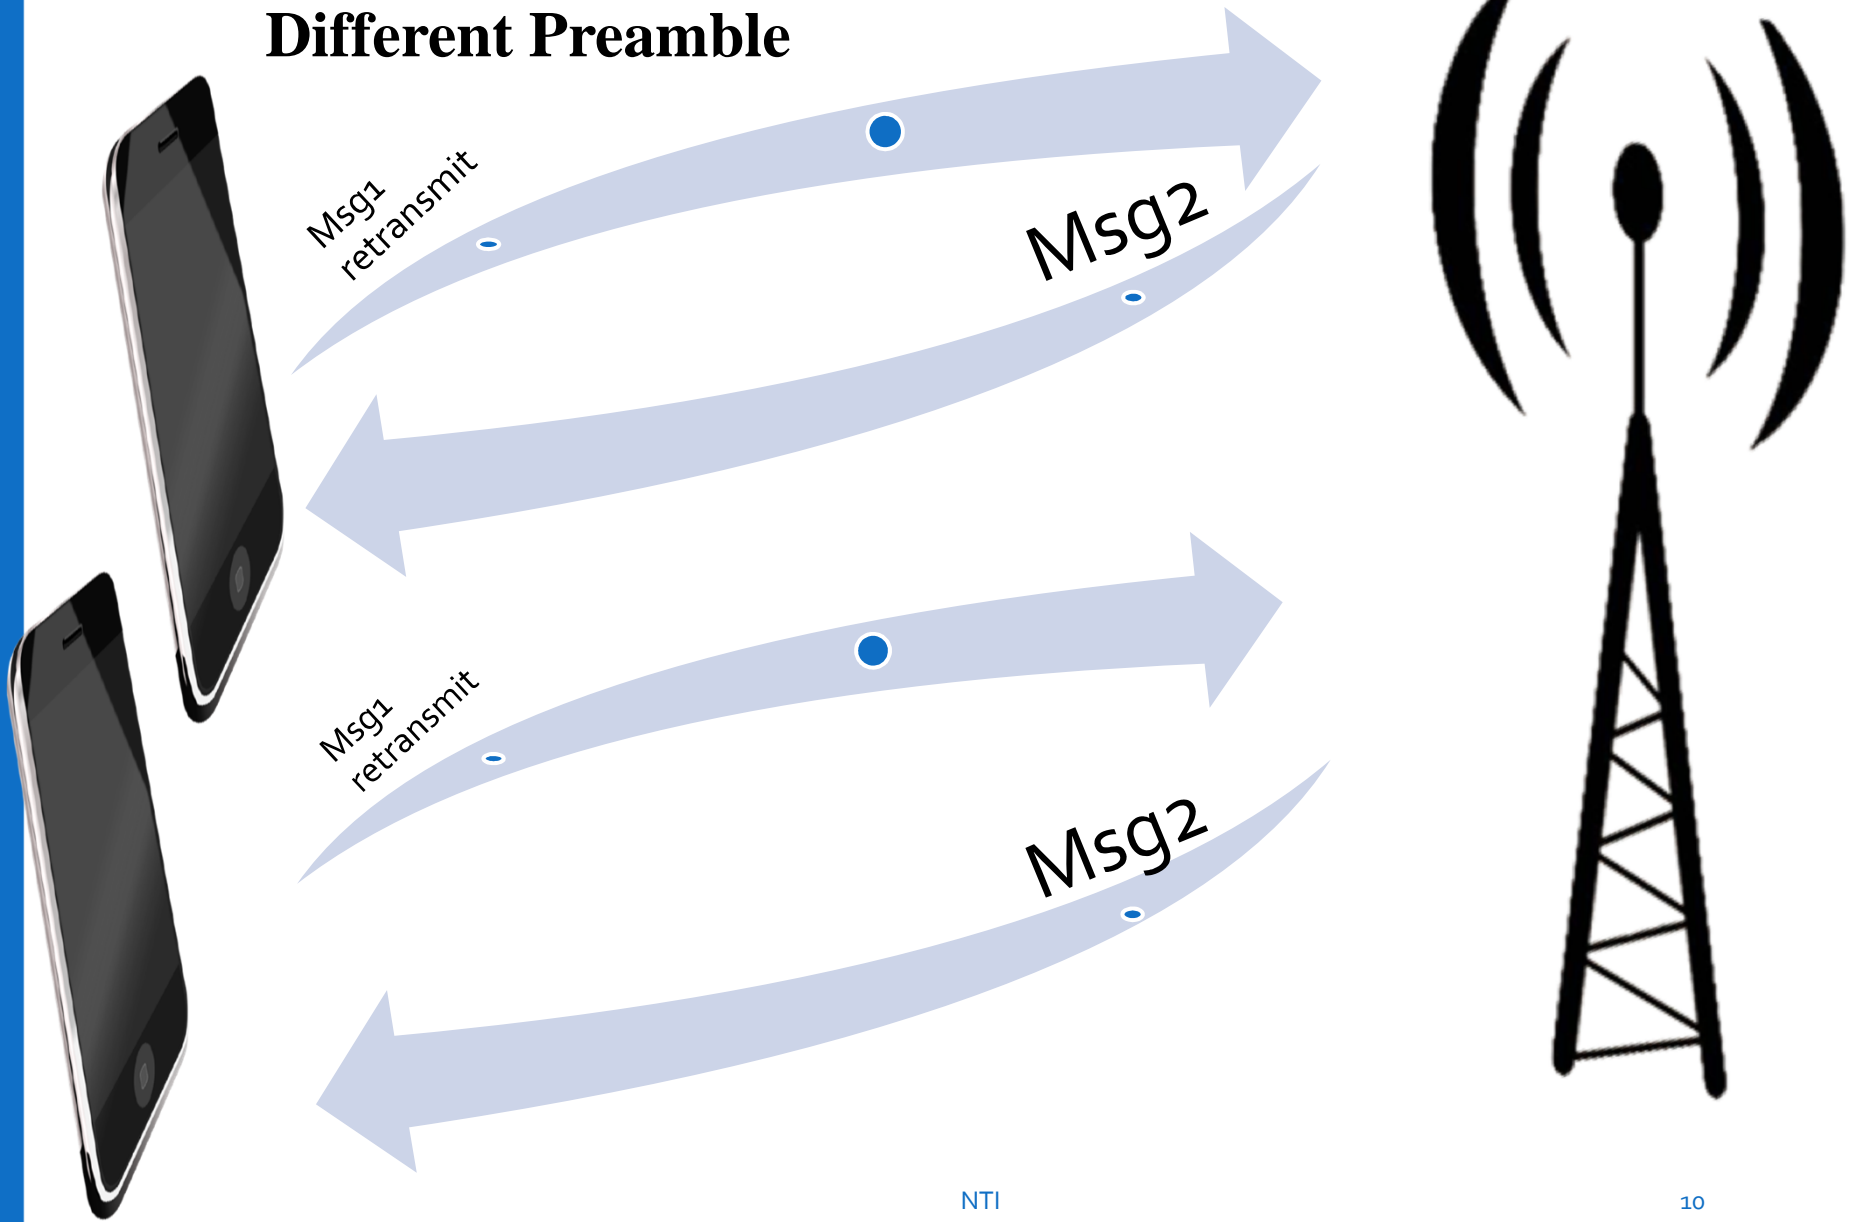 Different Preamble
Msg1
retransmit
Msg2
Msg1
retransmit
Msg2
NTI
10